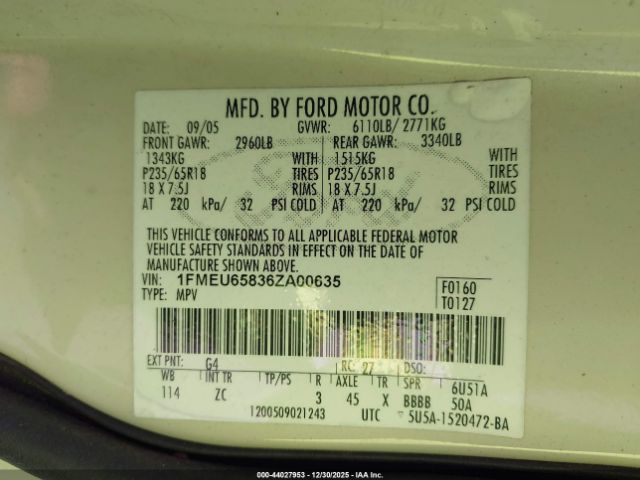 MFD. BY FORD MOTOR CO.
DATE: 09/05 GVWR: 6110LB/ 2771KG
FRONT GAWR: 2960LB REAR GAWR: 3340LB
1343KG WITH 1515KG WITH
P235/65R18 TIRES P235/65R18 TIRES
18 X 7.5J RIMS 18 X 7.5J RIMS
AT 220 kPa/ 32 PSI COLD AT 220 kPa/ 32 PSI COLD
THIS VEHICLE CONFORMS TO ALL APPLICABLE FEDERAL MOTOR
VEHICLE SAFETY STANDARDS IN EFFECT ON THE DATE OF
MANUFACTURE SHOWN ABOVE.
VIN: 1FMEU65836ZA00635 F0160
TYPE: MPV T0127
EXT PNT: G4 RC: 27 DSO:
WB INT TR TP/PS R AXLE TR SPR 6U51A
114 ZC 3 45 X BBBB 50A
1200509021243 UTC 5U5A-1520472-BA
200-44027953 - 12/30/2025 - IAAHTX